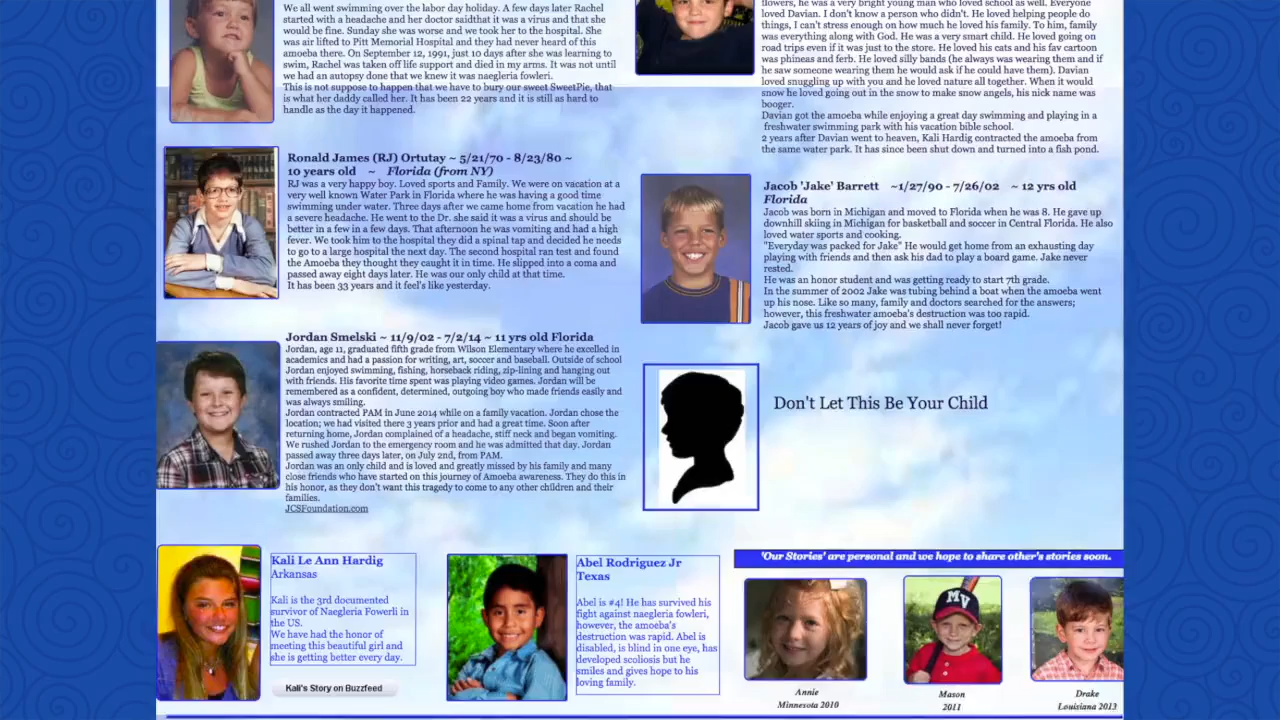 We all went swimming over the labor day holiday. A few days later Rachel
started with a headache and her doctor saidthat it was a virus and that she
would be fine. Sunday she was worse and we took her to the hospital. She
was air lifted to Pitt Memorial Hospital and they had never heard of this
amoeba there. On September 12, 1991, just 10 days after she was learning to
swim, Rachel was taken off life support and died in my arms. It was not until
we had an autopsy done that we knew it was naegleria fowleri.
This is not suppose to happen that we have to bury our sweet SweetPie, that
is what her daddy called her. It has been 22 years and it is still as hard to
handle as the day it happened.
flowers, he was a very bright young man who loved school as well. Everyone
loved Davian. I don't know a person who didn't. He loved helping people do
things, I can't stress enough on how much he loved his family. To him, family
was everything along with God. He was a very smart child. He loved going on
road trips even if it was just to the store. He loved his cats and his fav cartoon
was phineas and ferb. He loved silly bands (he always was wearing them and if
he saw someone wearing them he would ask if he could have them). Davian
loved snuggling up with you and he loved nature all together. When it would
snow he loved going out in the snow to make snow angels, his nick name was
booger.
Davian got the amoeba while enjoying a great day swimming and playing in a
freshwater swimming park with his vacation bible school.
2 years after Davian went to heaven, Kali Hardig contracted the amoeba from
the same water park. It has since been shut down and turned into a fish pond.
Ronald James (RJ) Ortutay ~ 5/21/70 - 8/23/80 ~
10 years old ~ Florida (from NY)
RJ was a very happy boy. Loved sports and Family. We were on vacation at a
very well known Water Park in Florida where he was having a good time
swimming under water. Three days after we came home from vacation he had
a severe headache. He went to the Dr. she said it was a virus and should be
better in a few in a few days. That afternoon he was vomiting and had a high
fever. We took him to the hospital they did a spinal tap and decided he needs
to go to a large hospital the next day. The second hospital ran test and found
the Amoeba they thought they caught it in time. He slipped into a coma and
passed away eight days later. He was our only child at that time.
It has been 33 years and it feel's like yesterday.
Jacob 'Jake' Barrett ~1/27/90 - 7/26/02 ~ 12 yrs old
Florida
Jacob was born in Michigan and moved to Florida when he was 8. He gave up
downhill skiing in Michigan for basketball and soccer in Central Florida. He also
loved water sports and cooking.
"Everyday was packed for Jake" He would get home from an exhausting day
playing with friends and then ask his dad to play a board game. Jake never
rested.
He was an honor student and was getting ready to start 7th grade.
In the summer of 2002 Jake was tubing behind a boat when the amoeba went
up his nose. Like so many, family and doctors searched for the answers;
however, this freshwater amoeba's destruction was too rapid.
Jacob gave us 12 years of joy and we shall never forget!
Jordan Smelski ~ 11/9/02 - 7/2/14 ~ 11 yrs old Florida
Jordan, age 11, graduated fifth grade from Wilson Elementary where he excelled in
academics and had a passion for writing, art, soccer and baseball. Outside of school
Jordan enjoyed swimming, fishing, horseback riding, zip-lining and hanging out
with friends. His favorite time spent was playing video games. Jordan will be
remembered as a confident, determined, outgoing boy who made friends easily and
was always smiling.
Jordan contracted PAM in June 2014 while on a family vacation. Jordan chose the
location; we had visited there 3 years prior and had a great time. Soon after
returning home, Jordan complained of a headache, stiff neck and began vomiting.
We rushed Jordan to the emergency room and he was admitted that day. Jordan
passed away three days later, on July 2nd, from PAM.
Jordan was an only child and is loved and greatly missed by his family and many
close friends who have started on this journey of Amoeba awareness. They do this in
his honor, as they don't want this tragedy to come to any other children and their
families.
JCSFoundation.com
Don't Let This Be Your Child
Kali Le Ann Hardig
Arkansas
Kali is the 3rd documented
survivor of Naegleria Fowerli in
the US.
We have had the honor of
meeting this beautiful girl and
she is getting better every day.
Kali's Story on Buzzfeed
Abel Rodriguez Jr
Texas
Abel is #4! He has survived his
fight against naegleria fowleri,
however, the amoeba's
destruction was rapid. Abel is
disabled, is blind in one eye, has
developed scoliosis but he
smiles and gives hope to his
loving family.
'Our Stories' are personal and we hope to share other's stories soon.
MV
Annie
Minnesota 2010
Mason
2011
Drake
Louisiana 2013